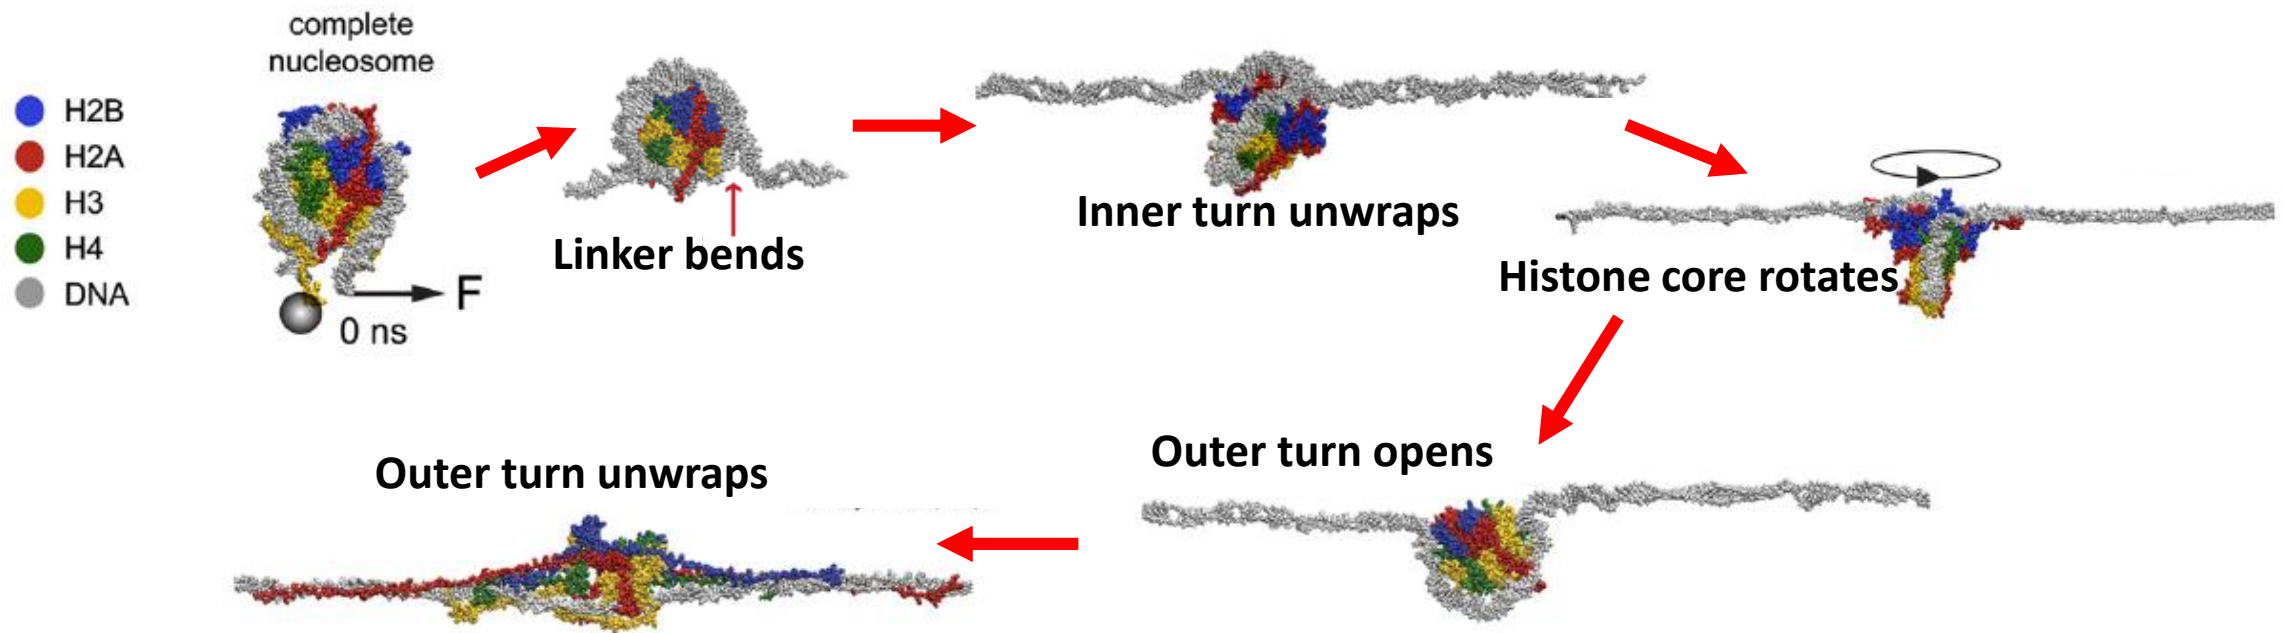 complete
nucleosome
H2B
H2A
H3
H4
DNA
F
0 ns
Linker bends
Inner turn unwraps
Histone core rotates
Outer turn opens
Outer turn unwraps